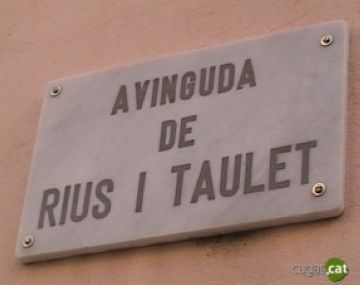 AVINGUDA
DE
RIUS I TAULET
cugat.cat